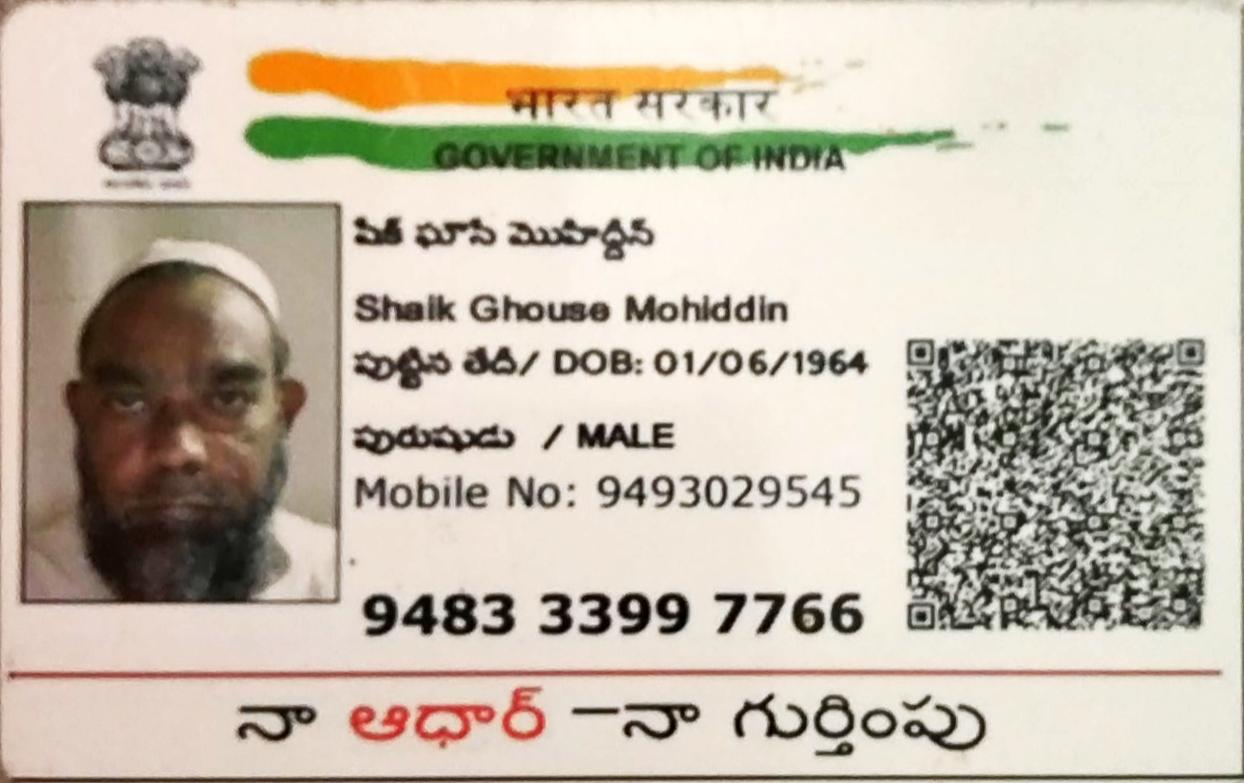 भारत सरकार
GOVERNMENT OF INDIA
షేక్ ఘౌసే మొహిద్దీన్
Shaik Ghouse Mohiddin
పుట్టిన తేదీ/ DOB: 01/06/1964
పురుషుడు / MALE
Mobile No: 9493029545
9483 3399 7766
నా ఆధార్ –నా గుర్తింపు